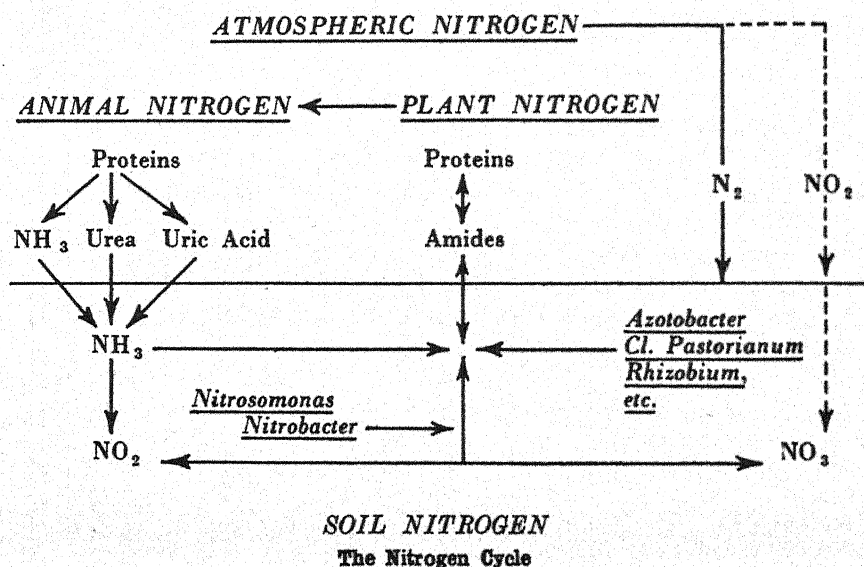 ATMOSPHERIC NITROGEN
ANIMAL NITROGEN PLANT NITROGEN
Proteins Proteins
N₂ NO₂
NH₃ Urea Uric Acid Amides
NH₃
Azotobacter
Cl. Pastorianum
Rhizobium,
etc.
Nitrosomonas
Nitrobacter
NO₂ NO₃
SOIL NITROGEN
The Nitrogen Cycle